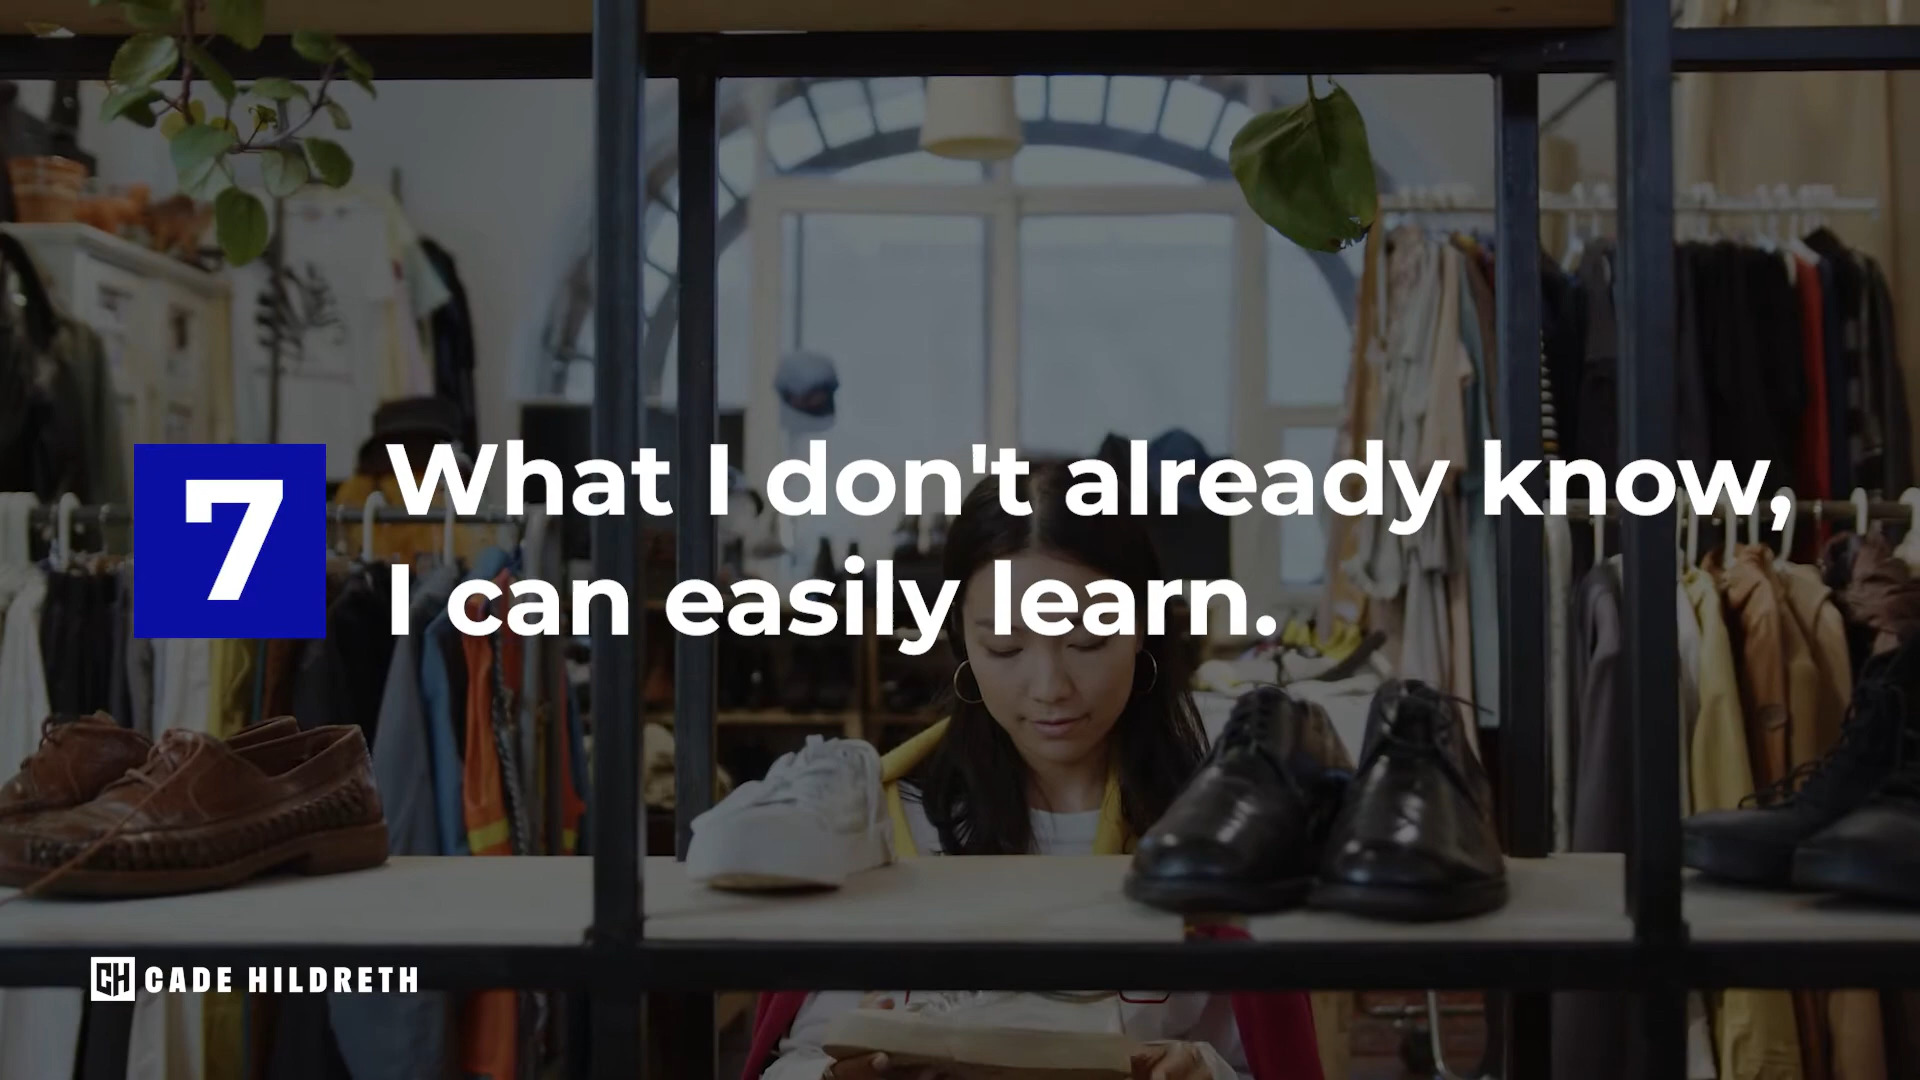 7
What I don't already know,
I can easily learn.
CH CADE HILDRETH